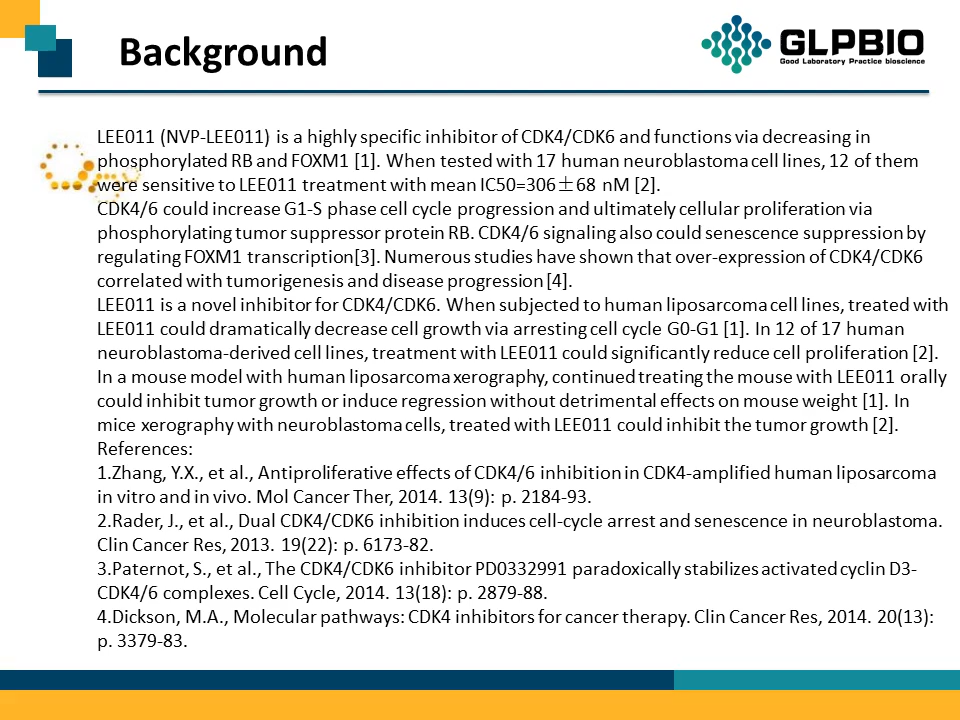 Background
GLPBIO
Good Laboratory Practice bioscience
LEE011 (NVP-LEE011) is a highly specific inhibitor of CDK4/CDK6 and functions via decreasing in
phosphorylated RB and FOXM1 [1]. When tested with 17 human neuroblastoma cell lines, 12 of them
were sensitive to LEE011 treatment with mean IC50=306±68 nM [2].
CDK4/6 could increase G1-S phase cell cycle progression and ultimately cellular proliferation via
phosphorylating tumor suppressor protein RB. CDK4/6 signaling also could senescence suppression by
regulating FOXM1 transcription[3]. Numerous studies have shown that over-expression of CDK4/CDK6
correlated with tumorigenesis and disease progression [4].
LEE011 is a novel inhibitor for CDK4/CDK6. When subjected to human liposarcoma cell lines, treated with
LEE011 could dramatically decrease cell growth via arresting cell cycle G0-G1 [1]. In 12 of 17 human
neuroblastoma-derived cell lines, treatment with LEE011 could significantly reduce cell proliferation [2].
In a mouse model with human liposarcoma xerography, continued treating the mouse with LEE011 orally
could inhibit tumor growth or induce regression without detrimental effects on mouse weight [1]. In
mice xerography with neuroblastoma cells, treated with LEE011 could inhibit the tumor growth [2].
References:
1.Zhang, Y.X., et al., Antiproliferative effects of CDK4/6 inhibition in CDK4-amplified human liposarcoma
in vitro and in vivo. Mol Cancer Ther, 2014. 13(9): p. 2184-93.
2.Rader, J., et al., Dual CDK4/CDK6 inhibition induces cell-cycle arrest and senescence in neuroblastoma.
Clin Cancer Res, 2013. 19(22): p. 6173-82.
3.Paternot, S., et al., The CDK4/CDK6 inhibitor PD0332991 paradoxically stabilizes activated cyclin D3-
CDK4/6 complexes. Cell Cycle, 2014. 13(18): p. 2879-88.
4.Dickson, M.A., Molecular pathways: CDK4 inhibitors for cancer therapy. Clin Cancer Res, 2014. 20(13):
p. 3379-83.